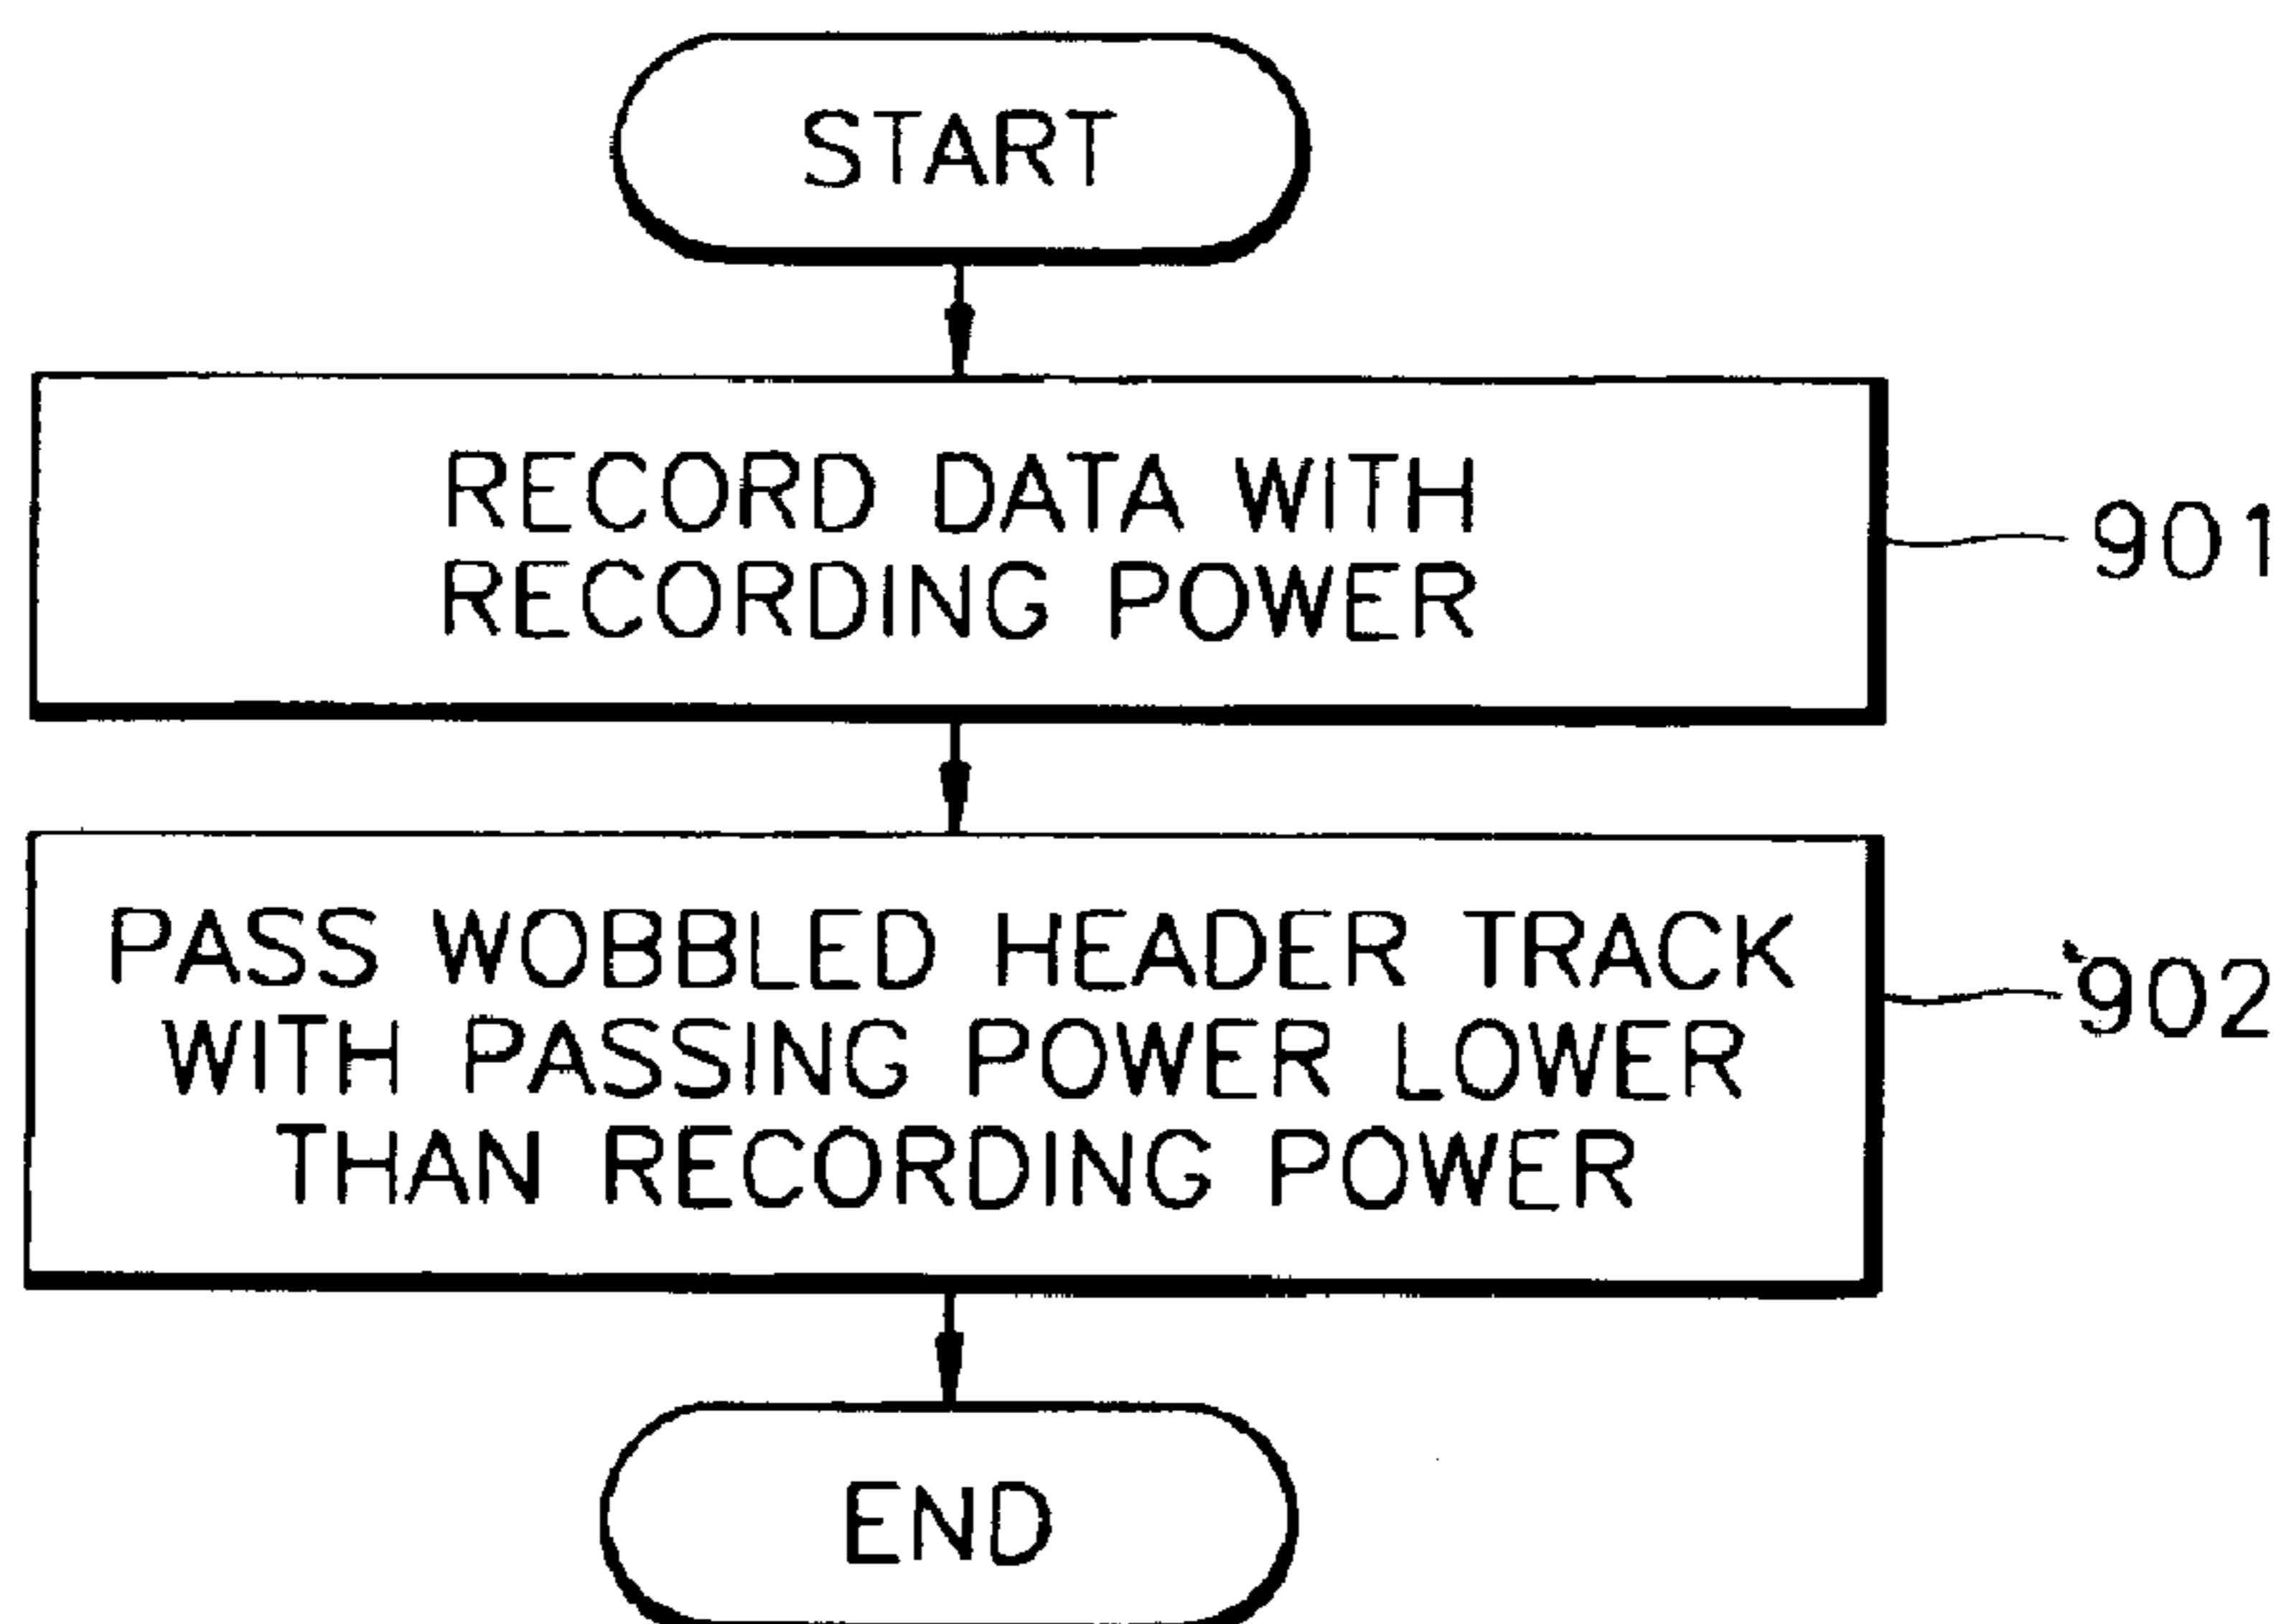 START
RECORD DATA WITH
RECORDING POWER
901
PASS WOBBLED HEADER TRACK
WITH PASSING POWER LOWER
THAN RECORDING POWER
902
END